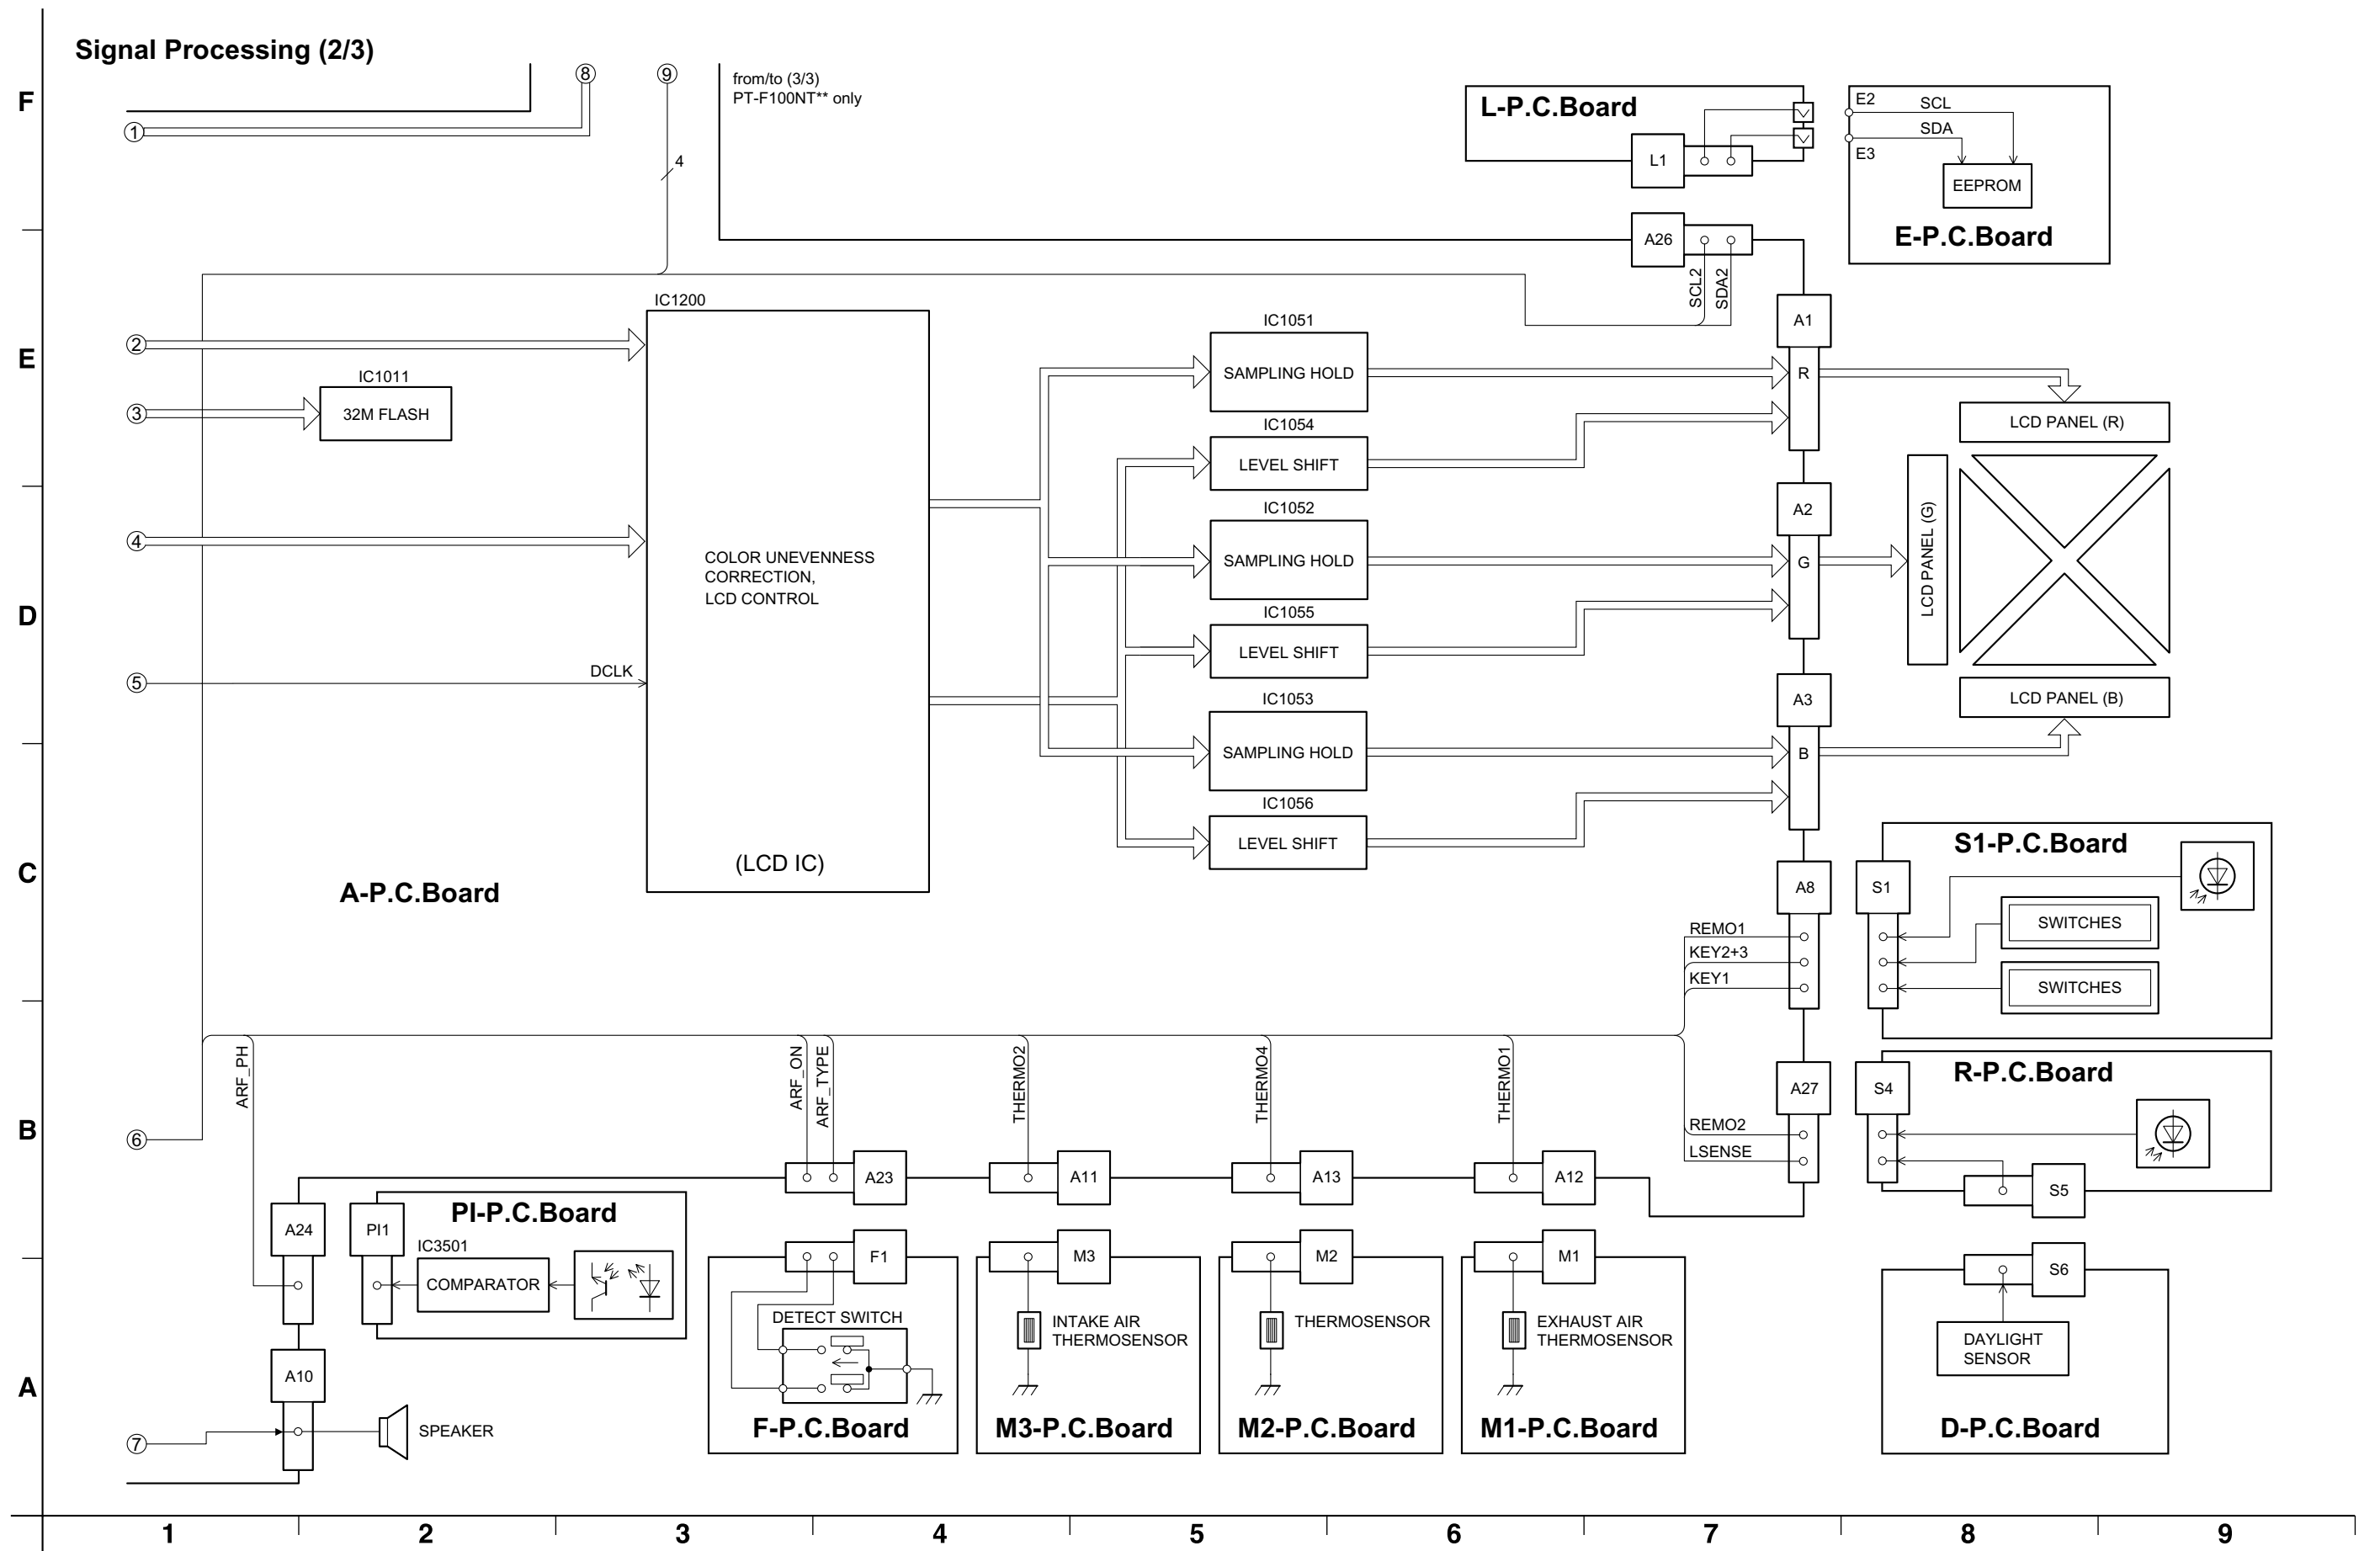 Signal Processing (2/3)
F
E
D
C
B
A
1
2
3
4
5
6
7
8
9
①
⑧
⑨
4
from/to (3/3)
PT-F100NT** only
L-P.C.Board
L1
E2
SCL
SDA
E3
EEPROM
E-P.C.Board
A26
SCL2
SDA2
②
③
④
⑤
⑥
⑦
IC1011
32M FLASH
DCLK
IC1200
COLOR UNEVENNESS
CORRECTION,
LCD CONTROL
(LCD IC)
A-P.C.Board
IC1051
SAMPLING HOLD
IC1054
LEVEL SHIFT
IC1052
SAMPLING HOLD
IC1055
LEVEL SHIFT
IC1053
SAMPLING HOLD
IC1056
LEVEL SHIFT
A1
R
A2
G
A3
B
LCD PANEL (R)
LCD PANEL (G)
LCD PANEL (B)
A8
REMO1
KEY2+3
KEY1
S1
S1-P.C.Board
SWITCHES
SWITCHES
A27
REMO2
LSENSE
S4
R-P.C.Board
S5
ARF_PH
ARF_ON
ARF_TYPE
THERMO2
THERMO4
THERMO1
A23
A11
A13
A12
A24
PI1
PI-P.C.Board
IC3501
COMPARATOR
A10
SPEAKER
F1
DETECT SWITCH
F-P.C.Board
M3
INTAKE AIR
THERMOSENSOR
M3-P.C.Board
M2
THERMOSENSOR
M2-P.C.Board
M1
EXHAUST AIR
THERMOSENSOR
M1-P.C.Board
S6
DAYLIGHT
SENSOR
D-P.C.Board